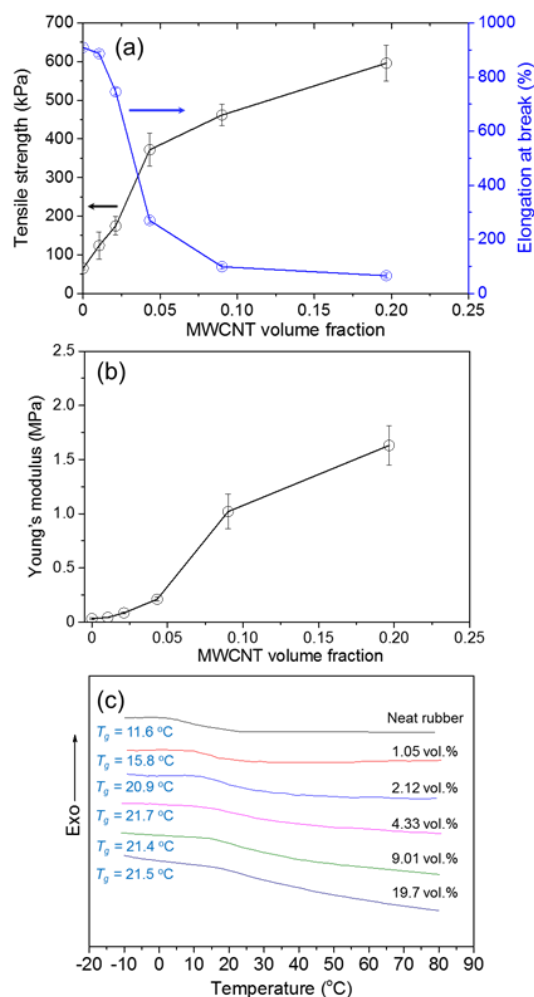 (a)
Tensile strength (kPa)
700
600
500
400
300
200
100
0
1000
800
600
400
200
0
Elongation at break (%)
0.00 0.05 0.10 0.15 0.20 0.25
MWCNT volume fraction
(b)
Young's modulus (MPa)
2.5
2.0
1.5
1.0
0.5
0
0 0.05 0.10 0.15 0.20 0.25
MWCNT volume fraction
(c)
Exo
Neat rubber
Tg = 11.6 °C
1.05 vol.%
Tg = 15.8 °C
2.12 vol.%
Tg = 20.9 °C
4.33 vol.%
Tg = 21.7 °C
9.01 vol.%
Tg = 21.4 °C
19.7 vol.%
Tg = 21.5 °C
-20 -10 0 10 20 30 40 50 60 70 80 90
Temperature (°C)